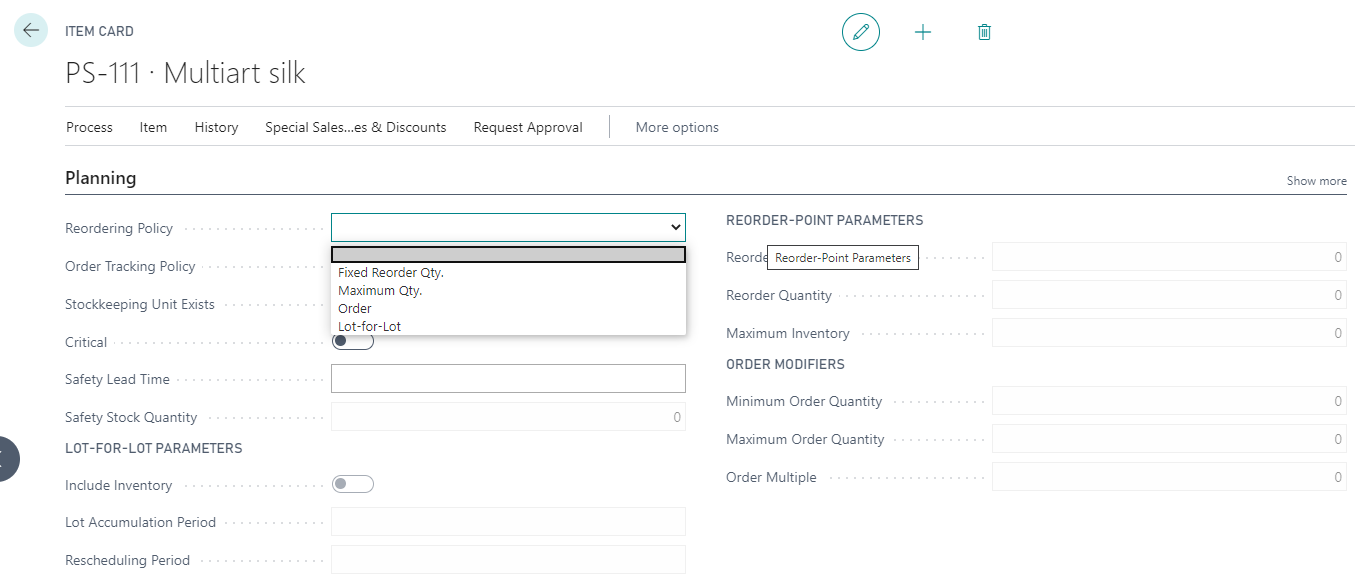 ITEM CARD
PS-111 · Multiart silk
Process Item History Special Sales...es & Discounts Request Approval More options
Planning
Show more
Reordering Policy
Fixed Reorder Qty.
Maximum Qty.
Order
Lot-for-Lot
Order Tracking Policy
Stockkeeping Unit Exists
Critical
Safety Lead Time
Safety Stock Quantity 0
LOT-FOR-LOT PARAMETERS
Include Inventory
Lot Accumulation Period
Rescheduling Period
REORDER-POINT PARAMETERS
Reorder-Point Parameters
0
Reorder Quantity 0
Maximum Inventory 0
ORDER MODIFIERS
Minimum Order Quantity 0
Maximum Order Quantity 0
Order Multiple 0